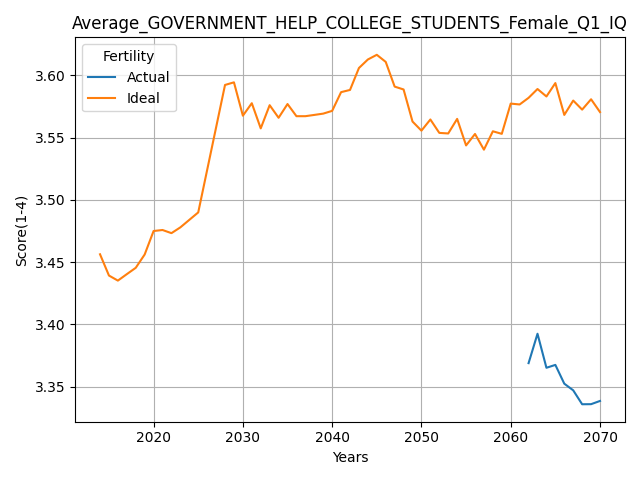 Average_GOVERNMENT_HELP_COLLEGE_STUDENTS_Female_Q1_IQ
Fertility
Actual
Ideal
Score(1-4)
3.60
3.55
3.50
3.45
3.40
3.35
2020 2030 2040 2050 2060 2070
Years